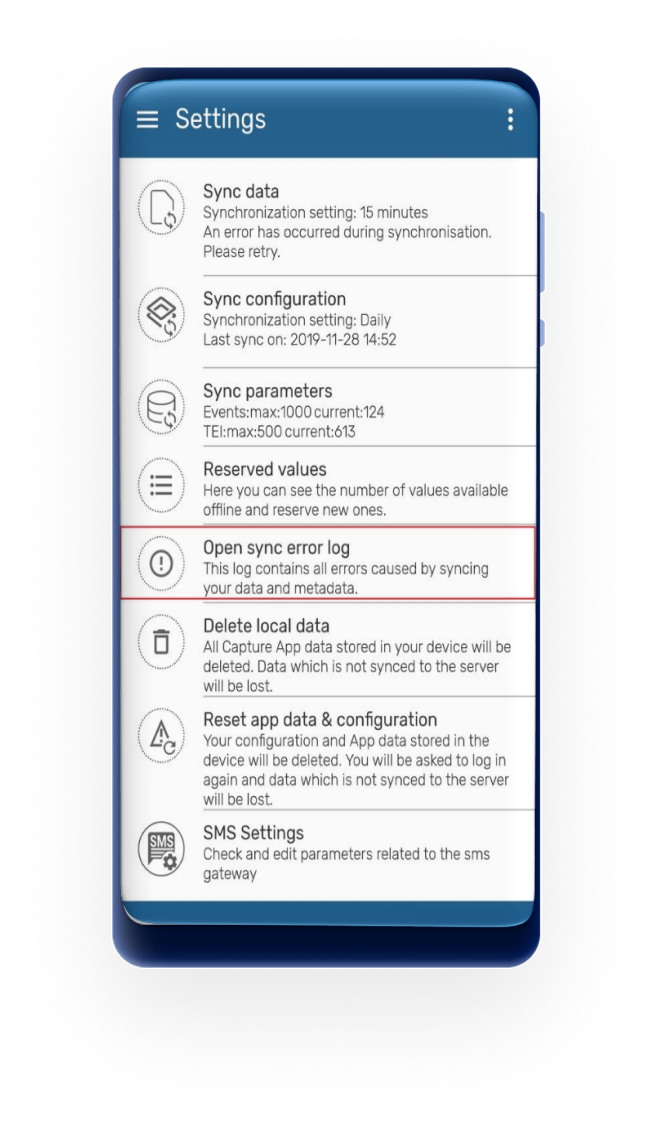 Settings
Sync data
Synchronization setting: 15 minutes
An error has occurred during synchronisation.
Please retry.
Sync configuration
Synchronization setting: Daily
Last sync on: 2019-11-28 14:52
Sync parameters
Events:max:1000 current:124
TEI:max:500 current:613
Reserved values
Here you can see the number of values available
offline and reserve new ones.
Open sync error log
This log contains all errors caused by syncing
your data and metadata.
Delete local data
All Capture App data stored in your device will be
deleted. Data which is not synced to the server
will be lost.
Reset app data & configuration
Your configuration and App data stored in the
device will be deleted. You will be asked to log in
again and data which is not synced to the server
will be lost.
SMS
SMS Settings
Check and edit parameters related to the sms
gateway